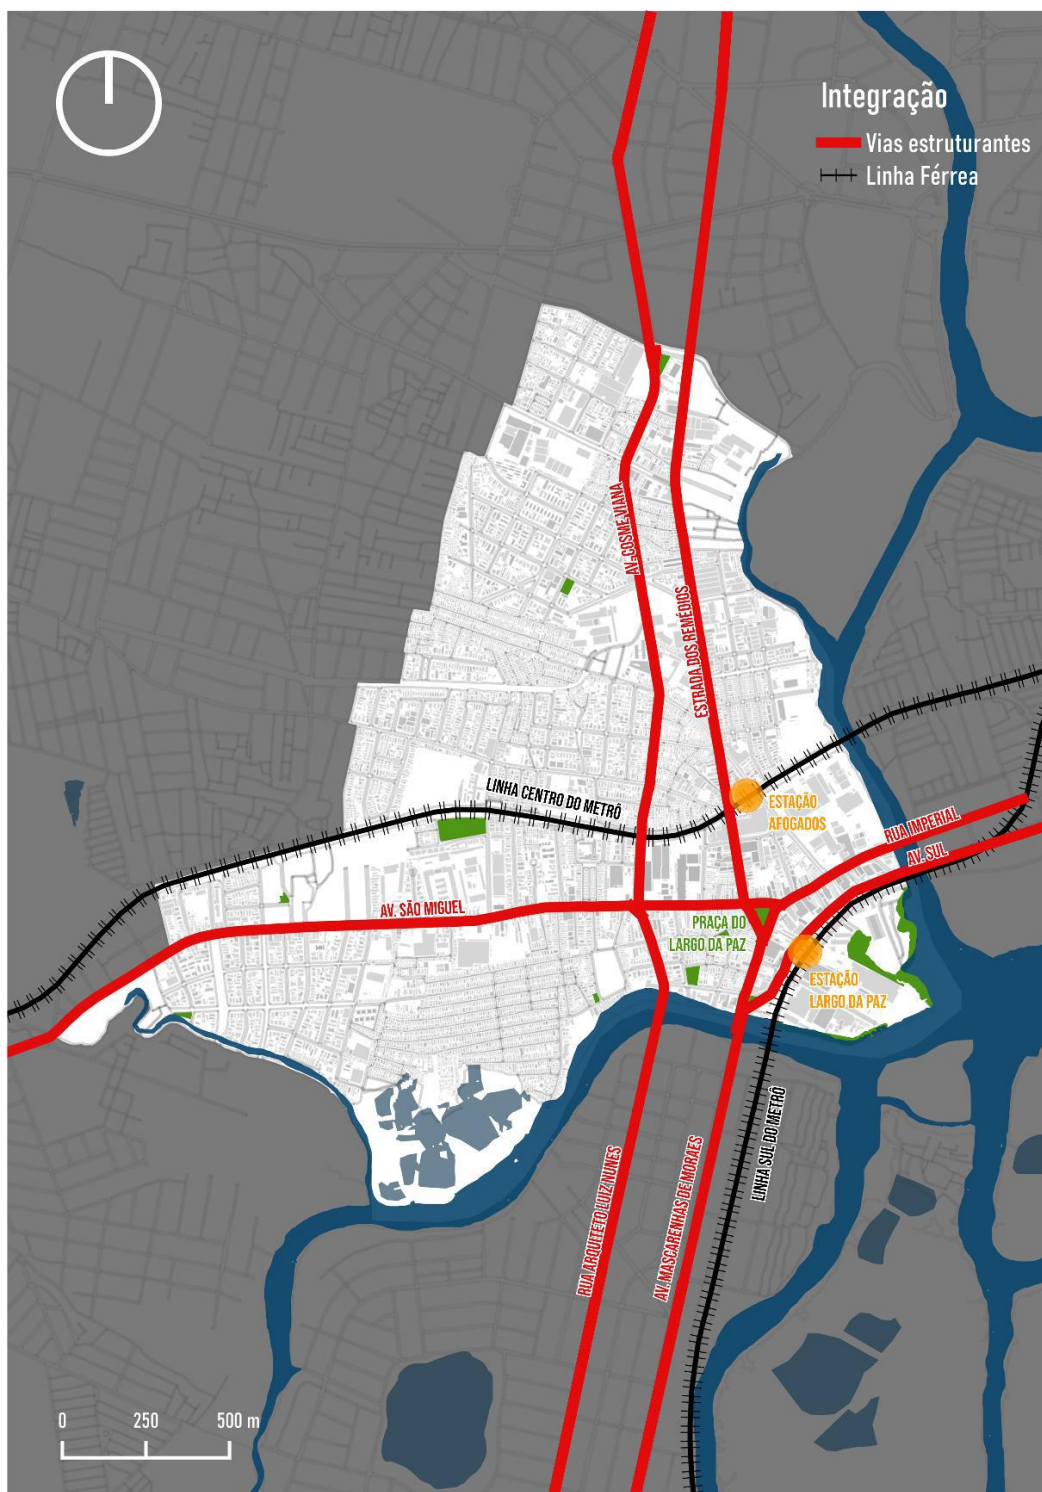 Integração
Vias estruturantes
Linha Férrea
AV. COSME VIANA
ESTRADA DOS REMÉDIOS
LINHA CENTRO DO METRÔ
ESTAÇÃO
AFOGADOS
RUA IMPERIAL
AV. SUL
AV. SÃO MIGUEL
PRAÇA DO
LARGO DA PAZ
ESTAÇÃO
LARGO DA PAZ
LINHA SUL DO METRÔ
RUA ARQUITETO LUIZ NUNES
AV. MASCARENHAS DE MORAES
0 250 500 m